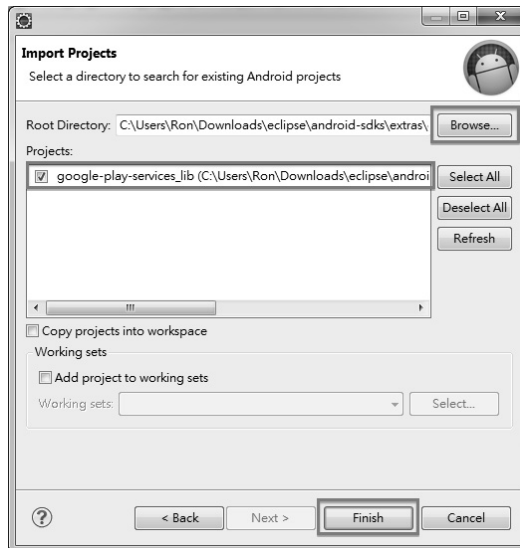 Import Projects
Select a directory to search for existing Android projects
Root Directory: C:\Users\Ron\Downloads\eclipse\android-sdks\extras\ Browse...
Projects:
google-play-services_lib (C:\Users\Ron\Downloads\eclipse\androi Select All
Deselect All
Refresh
Copy projects into workspace
Working sets
Add project to working sets
Working sets: Select...
? < Back Next > Finish Cancel